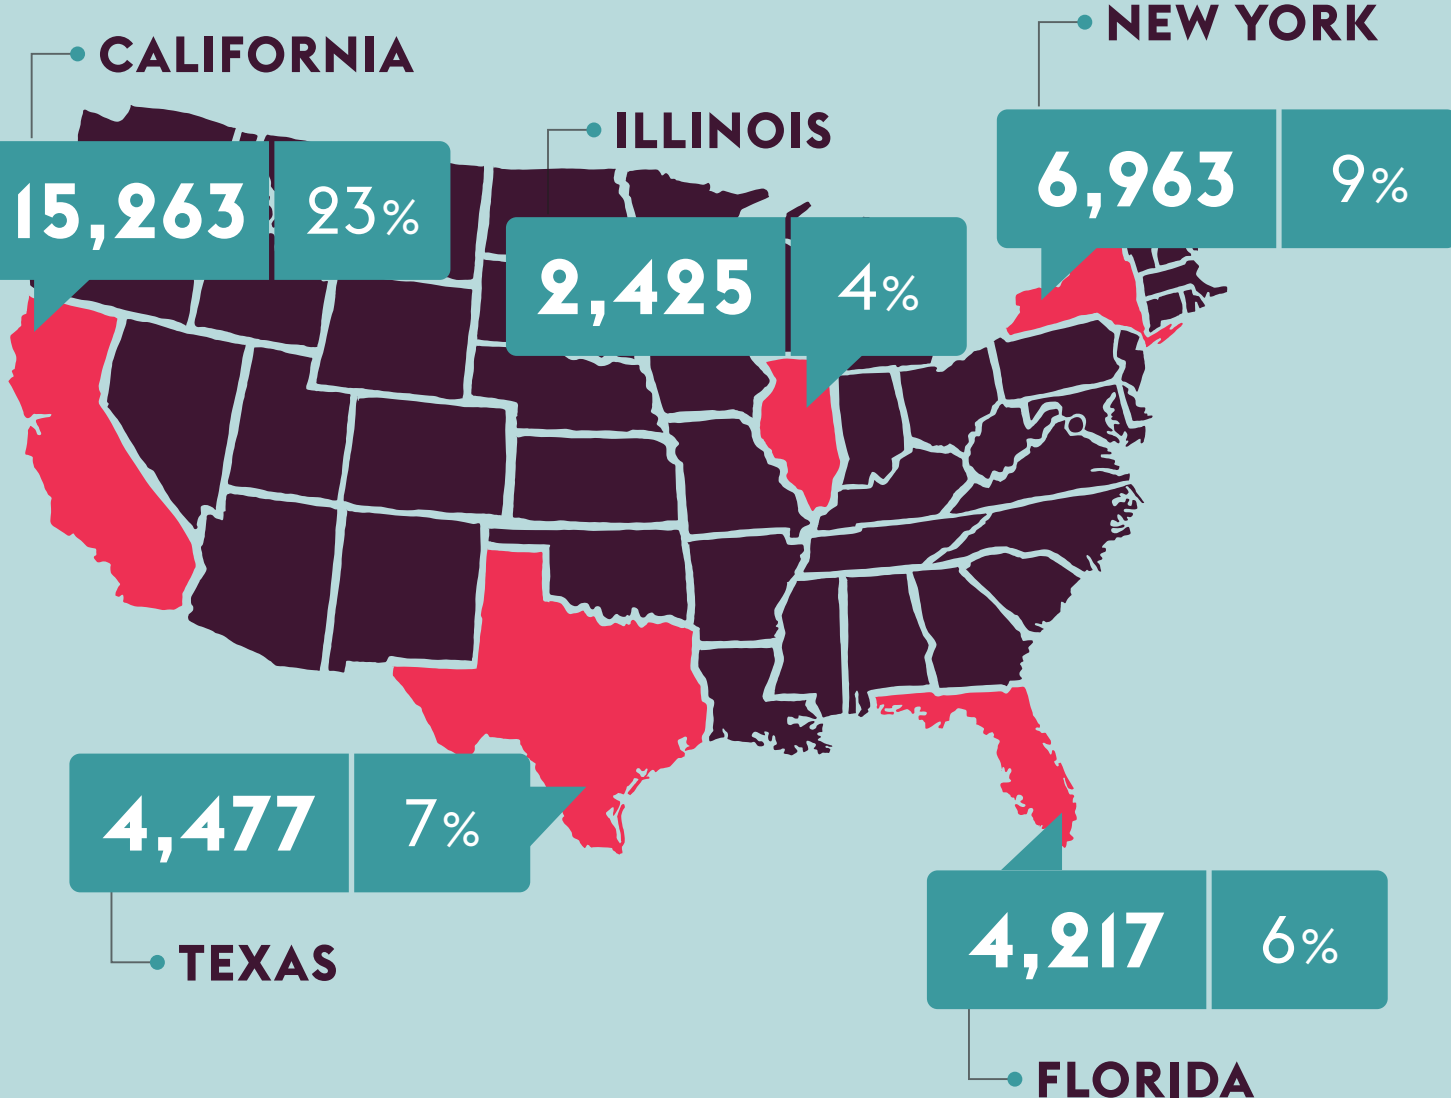 CALIFORNIA
15,263 23%
ILLINOIS
2,425 4%
NEW YORK
6,963 9%
4,477 7%
TEXAS
4,217 6%
FLORIDA